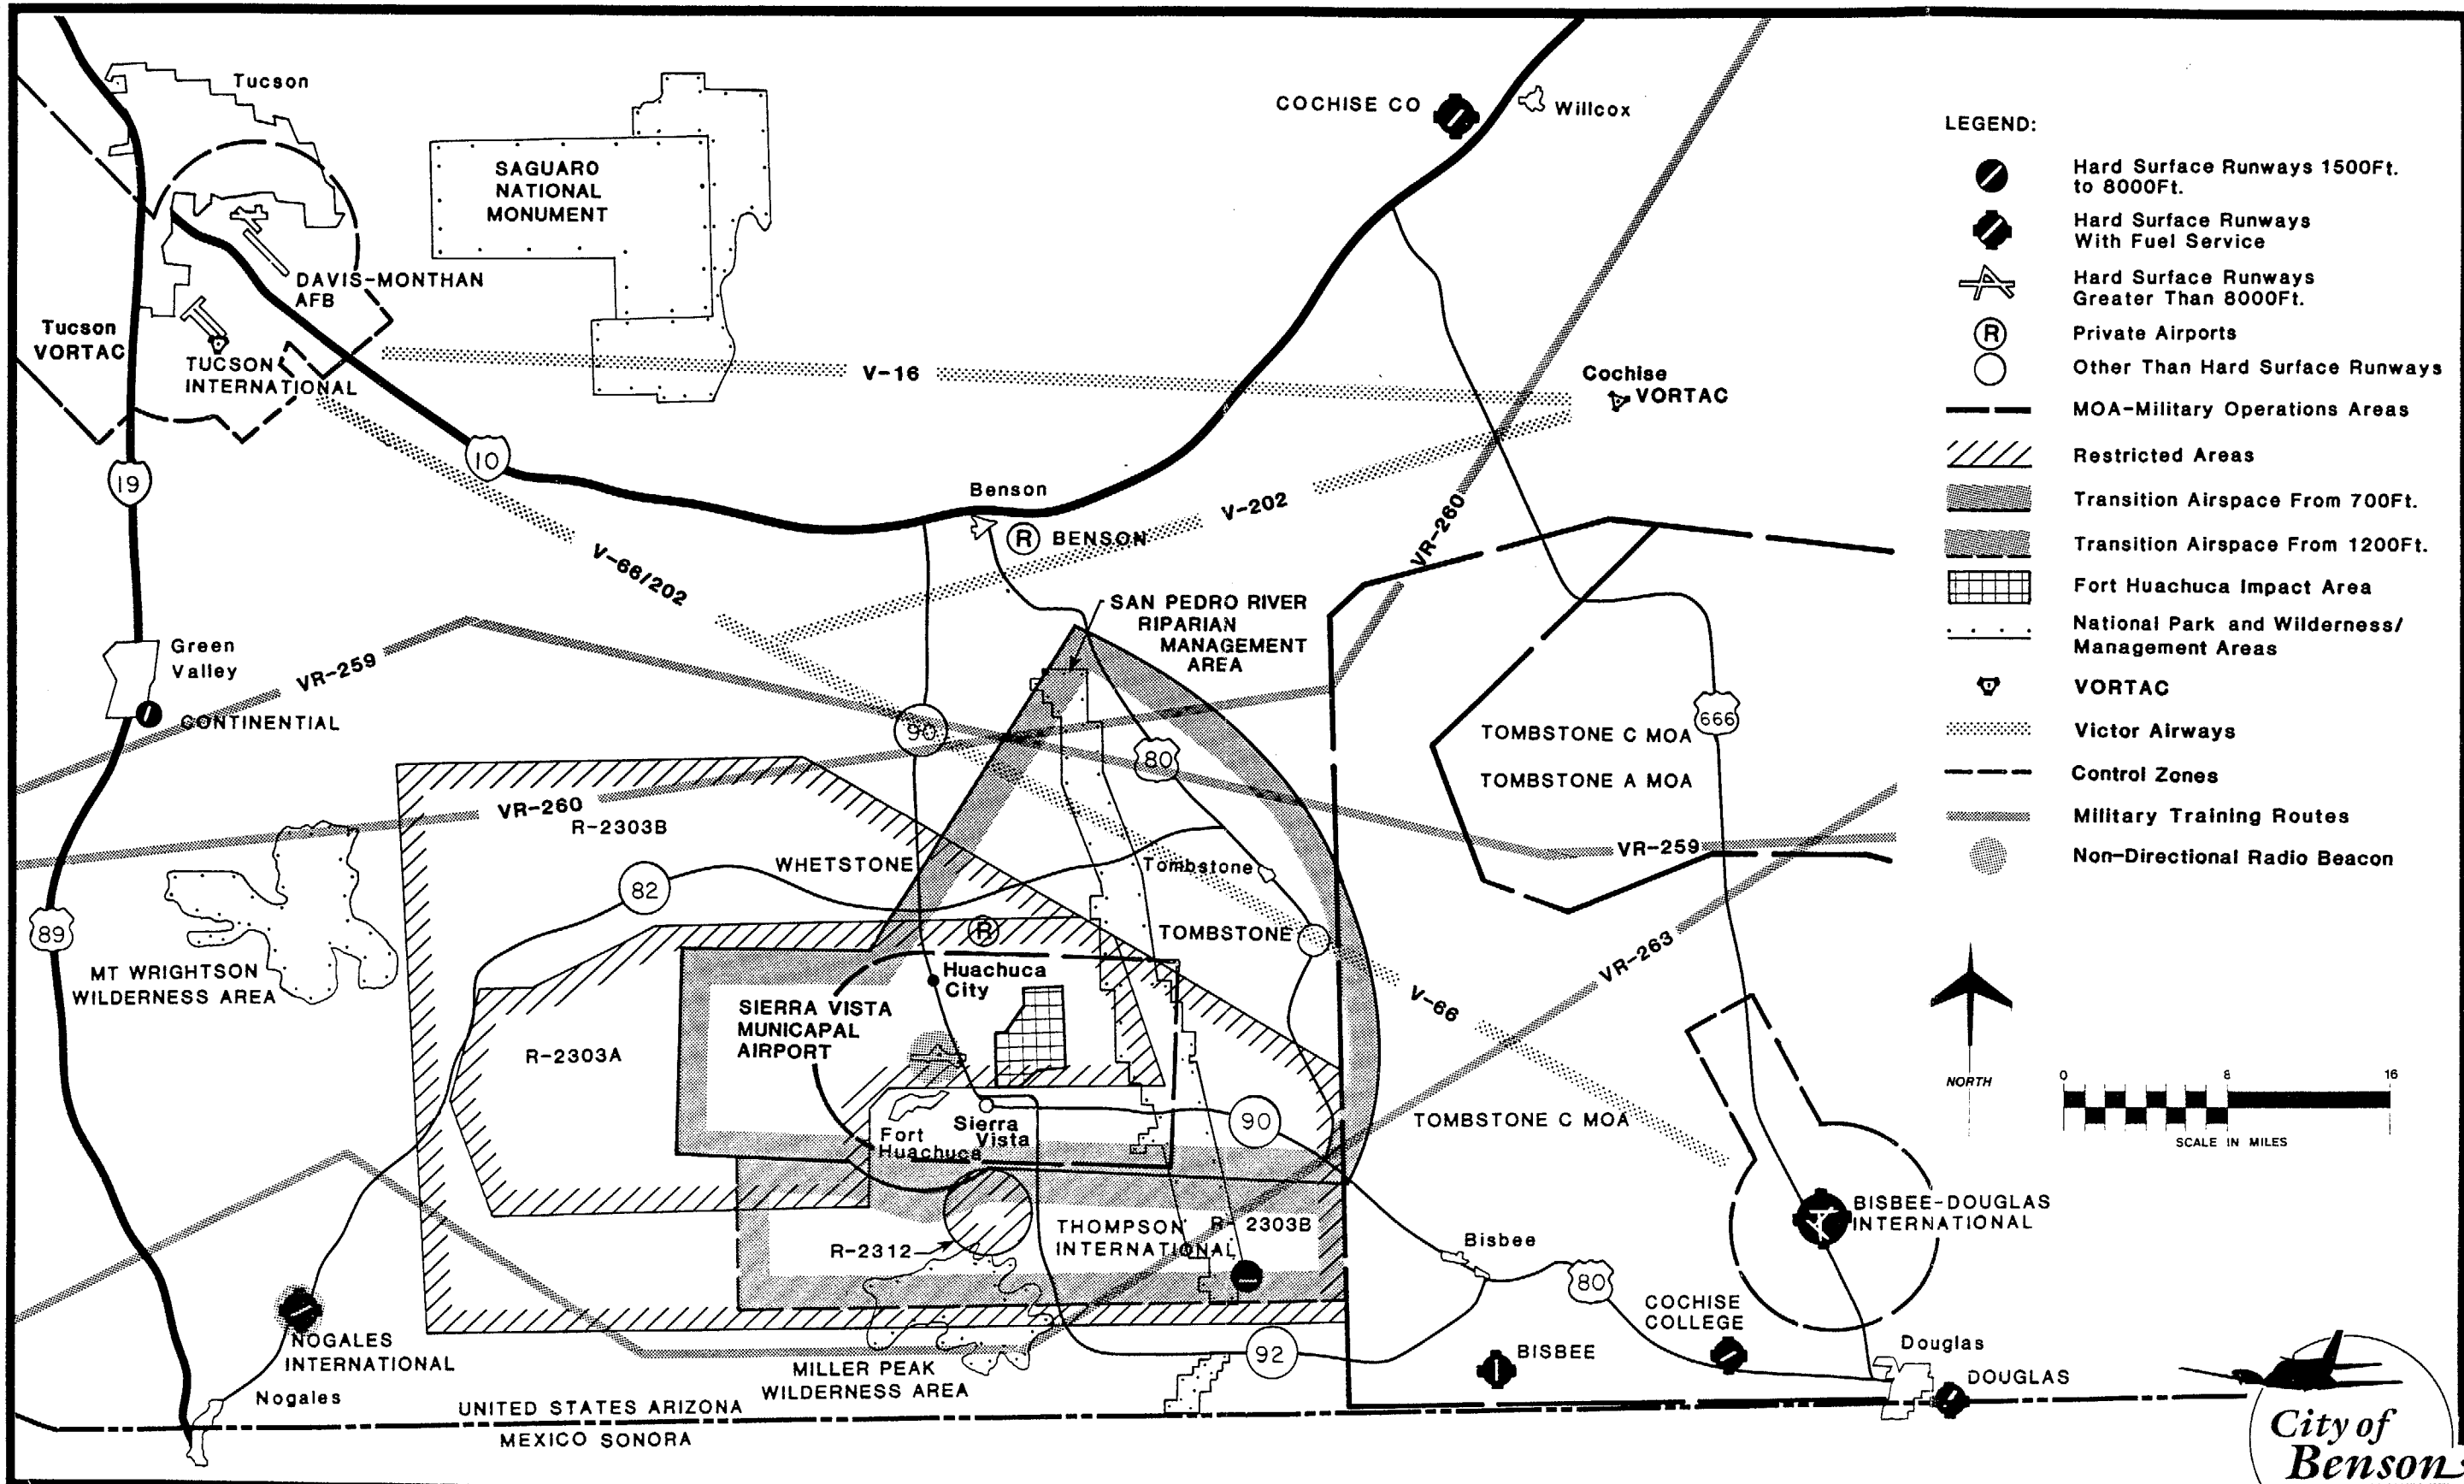 Tucson
SAGUARO
NATIONAL
MONUMENT
COCHISE CO
Willcox
DAVIS-MONTHAN
AFB
Tucson
VORTAC
TUCSON
INTERNATIONAL
V-16
Cochise
VORTAC
10
19
Benson
R
BENSON
V-202
VR-260
V-66/202
SAN PEDRO RIVER
RIPARIAN
MANAGEMENT
AREA
Green
Valley
VR-259
CONTINENTIAL
90
80
666
TOMBSTONE C MOA
TOMBSTONE A MOA
VR-260
R-2303B
WHETSTONE
Tombstone
VR-259
82
89
R
TOMBSTONE
MT WRIGHTSON
WILDERNESS AREA
Huachuca
City
VR-263
V-66
SIERRA VISTA
MUNICAPAL
AIRPORT
R-2303A
Sierra
Vista
Fort
Huachuca
90
TOMBSTONE C MOA
THOMPSON
INTERNATIONAL
R-2303B
R-2312
BISBEE-DOUGLAS
INTERNATIONAL
Bisbee
80
NOGALES
INTERNATIONAL
Nogales
MILLER PEAK
WILDERNESS AREA
92
BISBEE
COCHISE
COLLEGE
Douglas
DOUGLAS
UNITED STATES ARIZONA
MEXICO SONORA
LEGEND:
Hard Surface Runways 1500Ft.
to 8000Ft.
Hard Surface Runways
With Fuel Service
Hard Surface Runways
Greater Than 8000Ft.
R
Private Airports
Other Than Hard Surface Runways
MOA-Military Operations Areas
Restricted Areas
Transition Airspace From 700Ft.
Transition Airspace From 1200Ft.
Fort Huachuca Impact Area
National Park and Wilderness/
Management Areas
VORTAC
Victor Airways
Control Zones
Military Training Routes
Non-Directional Radio Beacon
NORTH
0 8 16
SCALE IN MILES
City of
Benson